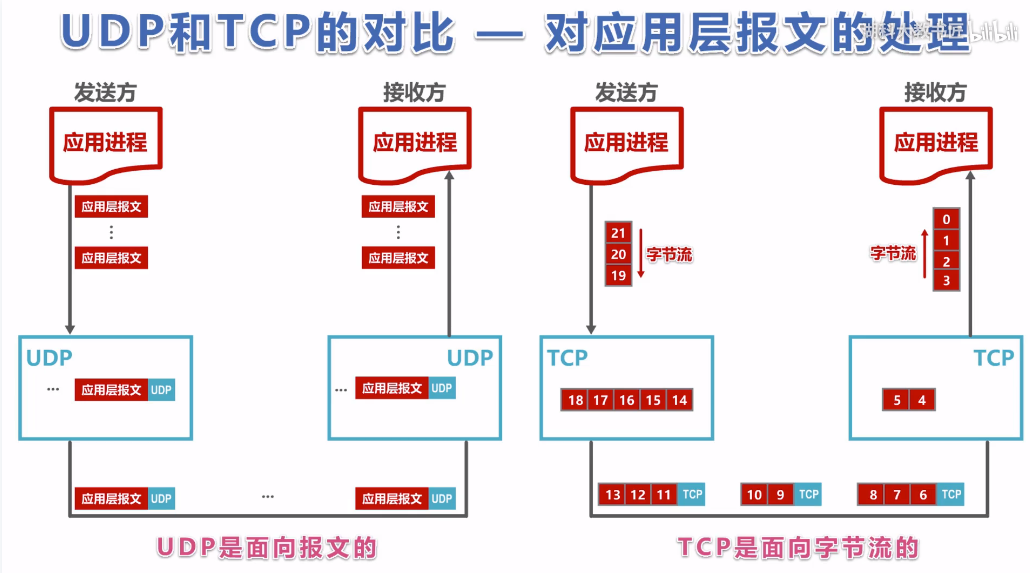 UDP和TCP的对比 — 对应用层报文的处理
湖科大教书匠 bilibili
发送方
应用进程
应用层报文
⋮
应用层报文
UDP
… 应用层报文 UDP
应用层报文 UDP
…
接收方
应用进程
应用层报文
⋮
应用层报文
UDP
… 应用层报文 UDP
应用层报文 UDP
UDP是面向报文的
发送方
应用进程
21
20
19
字节流
TCP
18 17 16 15 14
13 12 11 TCP
10 9 TCP
8 7 6 TCP
接收方
应用进程
字节流
0
1
2
3
TCP
5 4
TCP是面向字节流的